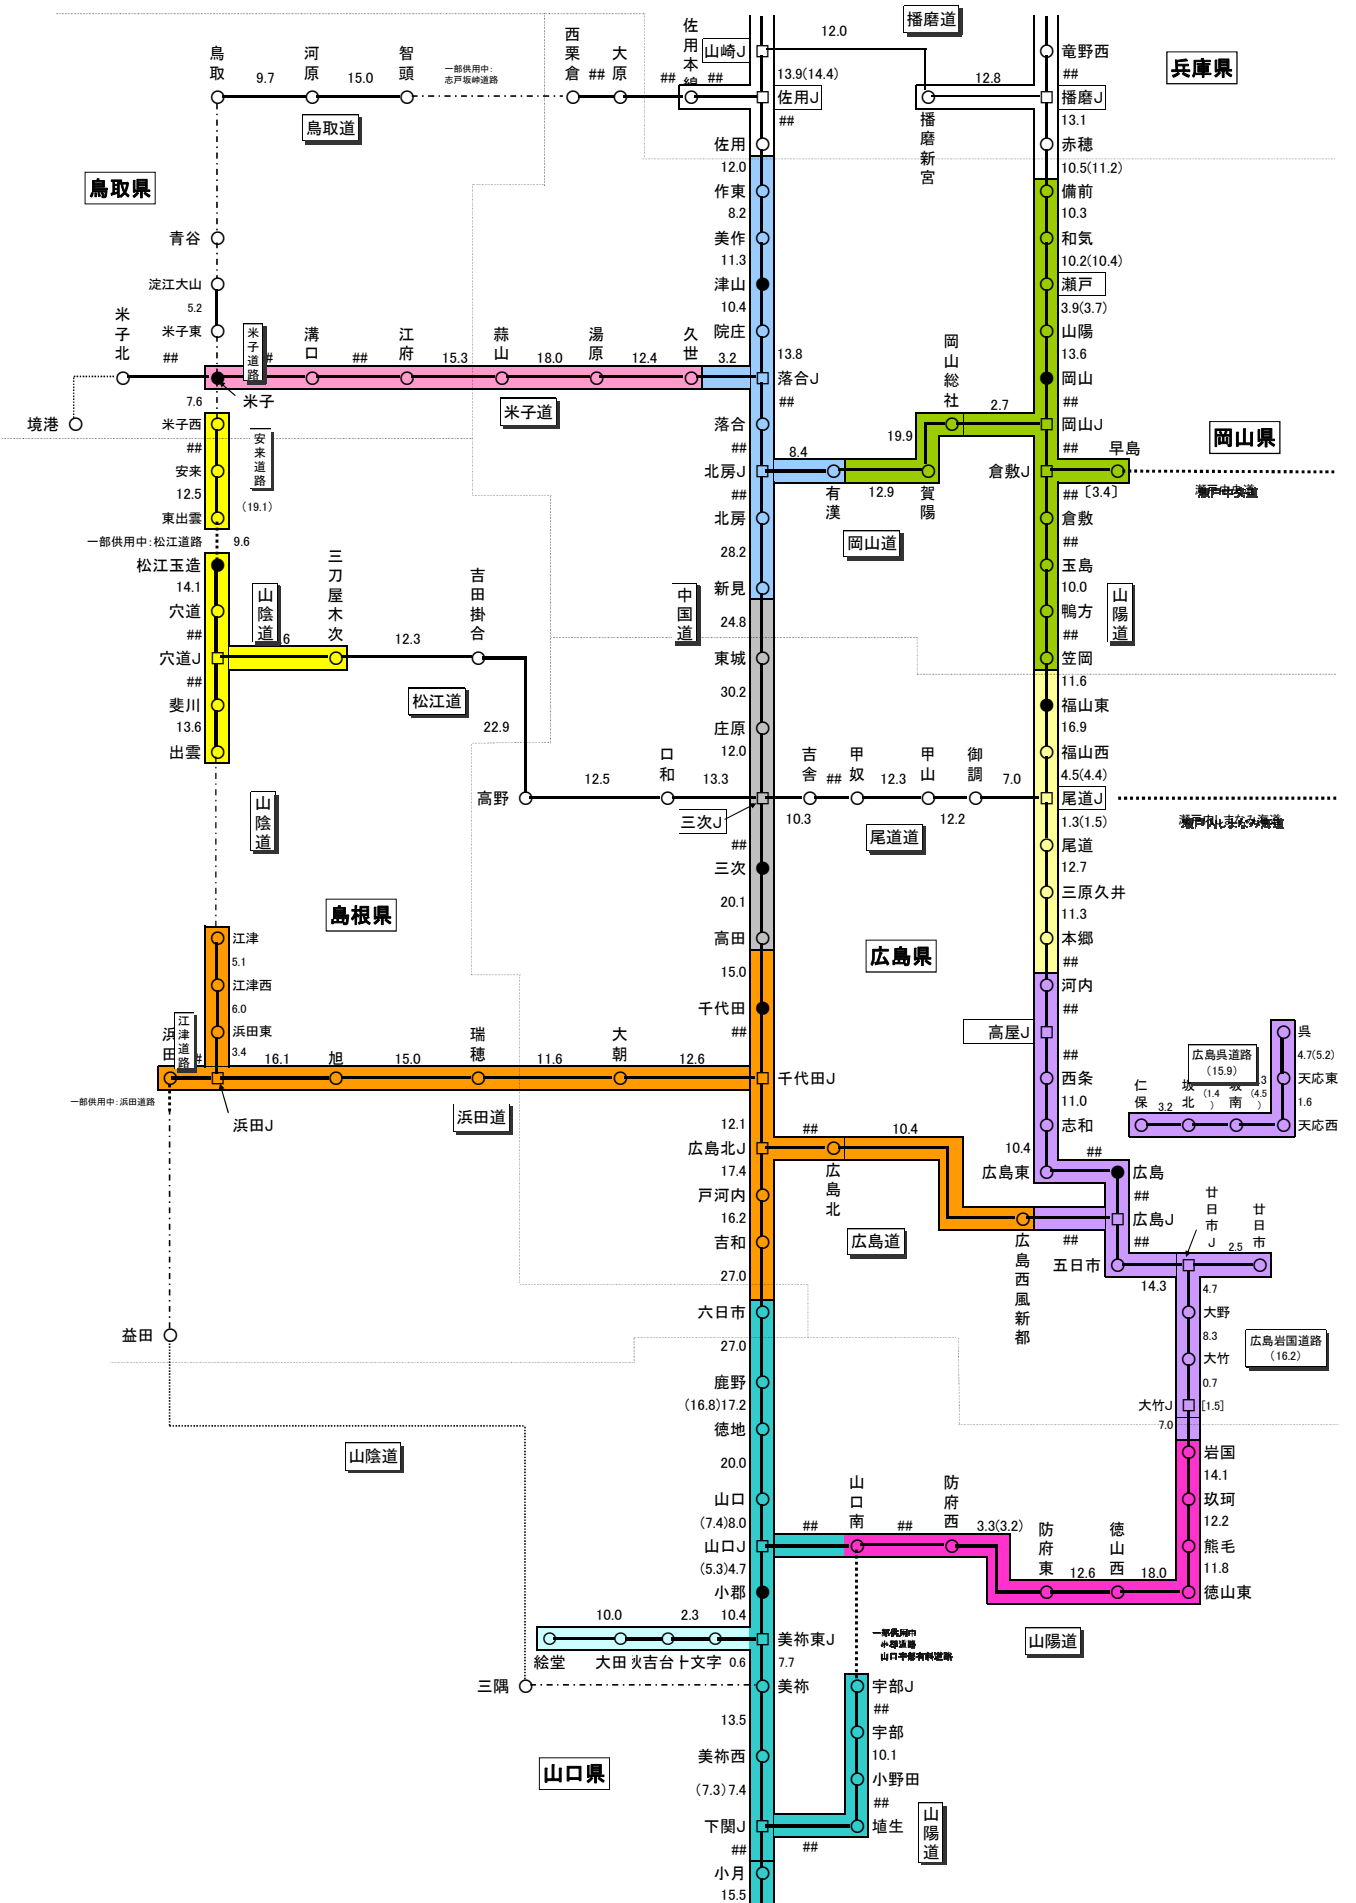 播磨道
12.0
兵庫県
山崎J
竜野西
13.9(14.4)
##
12.8
佐用J
播磨J
##
13.1
佐用本線
##
##
大原
##
西粟倉
一部供用中：
志戸坂峠道路
智頭
15.0
河原
9.7
鳥取
鳥取道
播磨新宮
佐用
赤穂
12.0
10.5(11.2)
鳥取県
作東
備前
8.2
10.3
美作
和気
11.3
10.2(10.4)
津山
瀬戸
10.4
3.9(3.7)
院庄
山陽
13.8
13.6
落合J
岡山
##
##
落合
岡山J
##
##
北房J
倉敷J
早島
##
##［3.4］
北房
倉敷
28.2
##
新見
玉島
24.8
10.0
東城
鴨方
30.2
##
庄原
笠岡
12.0
11.6
青谷
淀江大山
5.2
米子東
米子北
##
米子道路
溝口
##
江府
15.3
蒜山
18.0
湯原
12.4
久世
3.2
米子
米子道
境港
7.6
米子西
##
安来
12.5
東出雲
安来道路
(19.1)
一部供用中：松江道路
9.6
松江玉造
14.1
宍道
##
宍道J
##
斐川
13.6
出雲
山陰道
三刀屋木次
12.3
吉田掛合
松江道
22.9
高野
12.5
口和
13.3
三次J
中国道
8.4
有漢
12.9
賀陽
19.9
岡山総社
2.7
岡山道
岡山県
山陽道
福山東
16.9
福山西
4.5(4.4)
尾道J
1.3(1.5)
尾道
12.7
三原久井
11.3
本郷
##
河内
##
高屋J
##
西条
11.0
志和
10.4
広島東
##
広島
##
広島J
##
五日市
吉舎
10.3
##
甲奴
12.3
甲山
12.2
御調
7.0
尾道道
山陰道
島根県
広島県
##
三次
20.1
高田
15.0
千代田
##
千代田J
12.1
広島北J
17.4
戸河内
16.2
吉和
27.0
六日市
27.0
鹿野
(16.8)17.2
徳地
20.0
山口
(7.4)8.0
山口J
(5.3)4.7
小郡
江津
5.1
江津西
6.0
浜田東
3.4
江津道路
16.1
旭
15.0
瑞穂
11.6
大朝
12.6
一部供用中：浜田道路
浜田J
浜田道
##
広島北
10.4
広島道
広島西風新都
##
呉
4.7(5.2)
天応東
1.6
天応西
広島呉道路
(15.9)
仁保
3.2
坂北
坂南
14.3
廿日市J
2.5
廿日市
4.7
大野
8.3
大竹
0.7
大竹J
[1.5]
7.0
広島岩国道路
(16.2)
岩国
14.1
玖珂
12.2
熊毛
11.8
徳山東
18.0
徳山西
12.6
防府東
3.3(3.2)
防府西
##
山口南
##
山陽道
益田
山陰道
10.0
2.3
10.4
美祢東J
絵堂
大田
十文字
0.6
7.7
三隅
美祢
13.5
美祢西
(7.3)7.4
下関J
##
小月
15.5
宇部J
##
宇部
10.1
小野田
##
埴生
##
山陽道
山口県